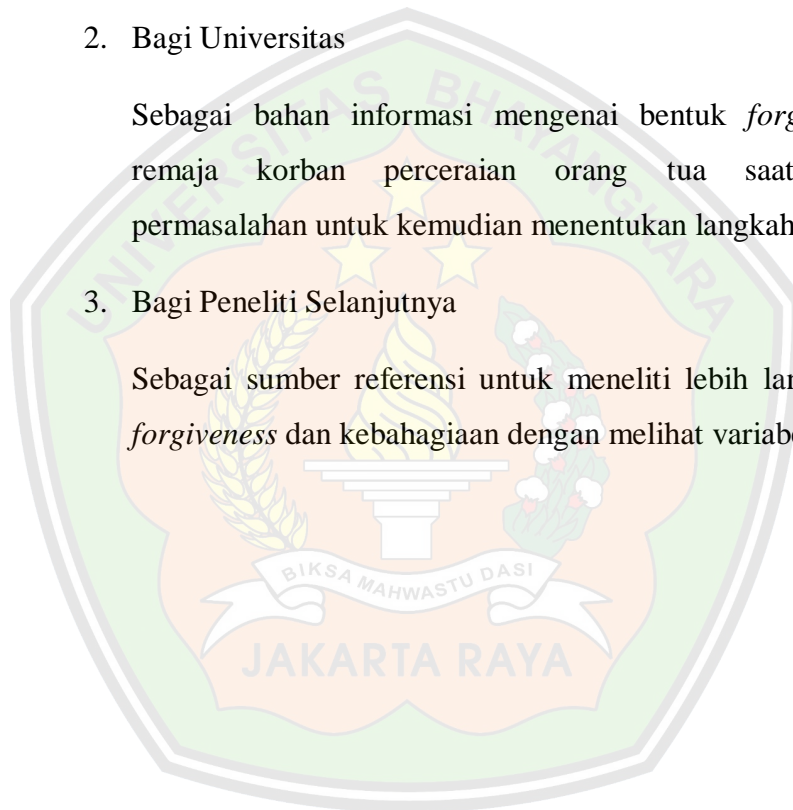 2. Bagi Universitas
Sebagai bahan informasi mengenai bentuk
remaja korban perceraian orang tua saat
permasalahan untuk kemudian menentukan langkah
3. Bagi Peneliti Selanjutnya
Sebagai sumber referensi untuk meneliti lebih
forgiveness dan kebahagiaan dengan melihat
UNIVERSITAS BHAYANGKARA
BIKSA MAHWASTU DASI
JAKARTA RAYA